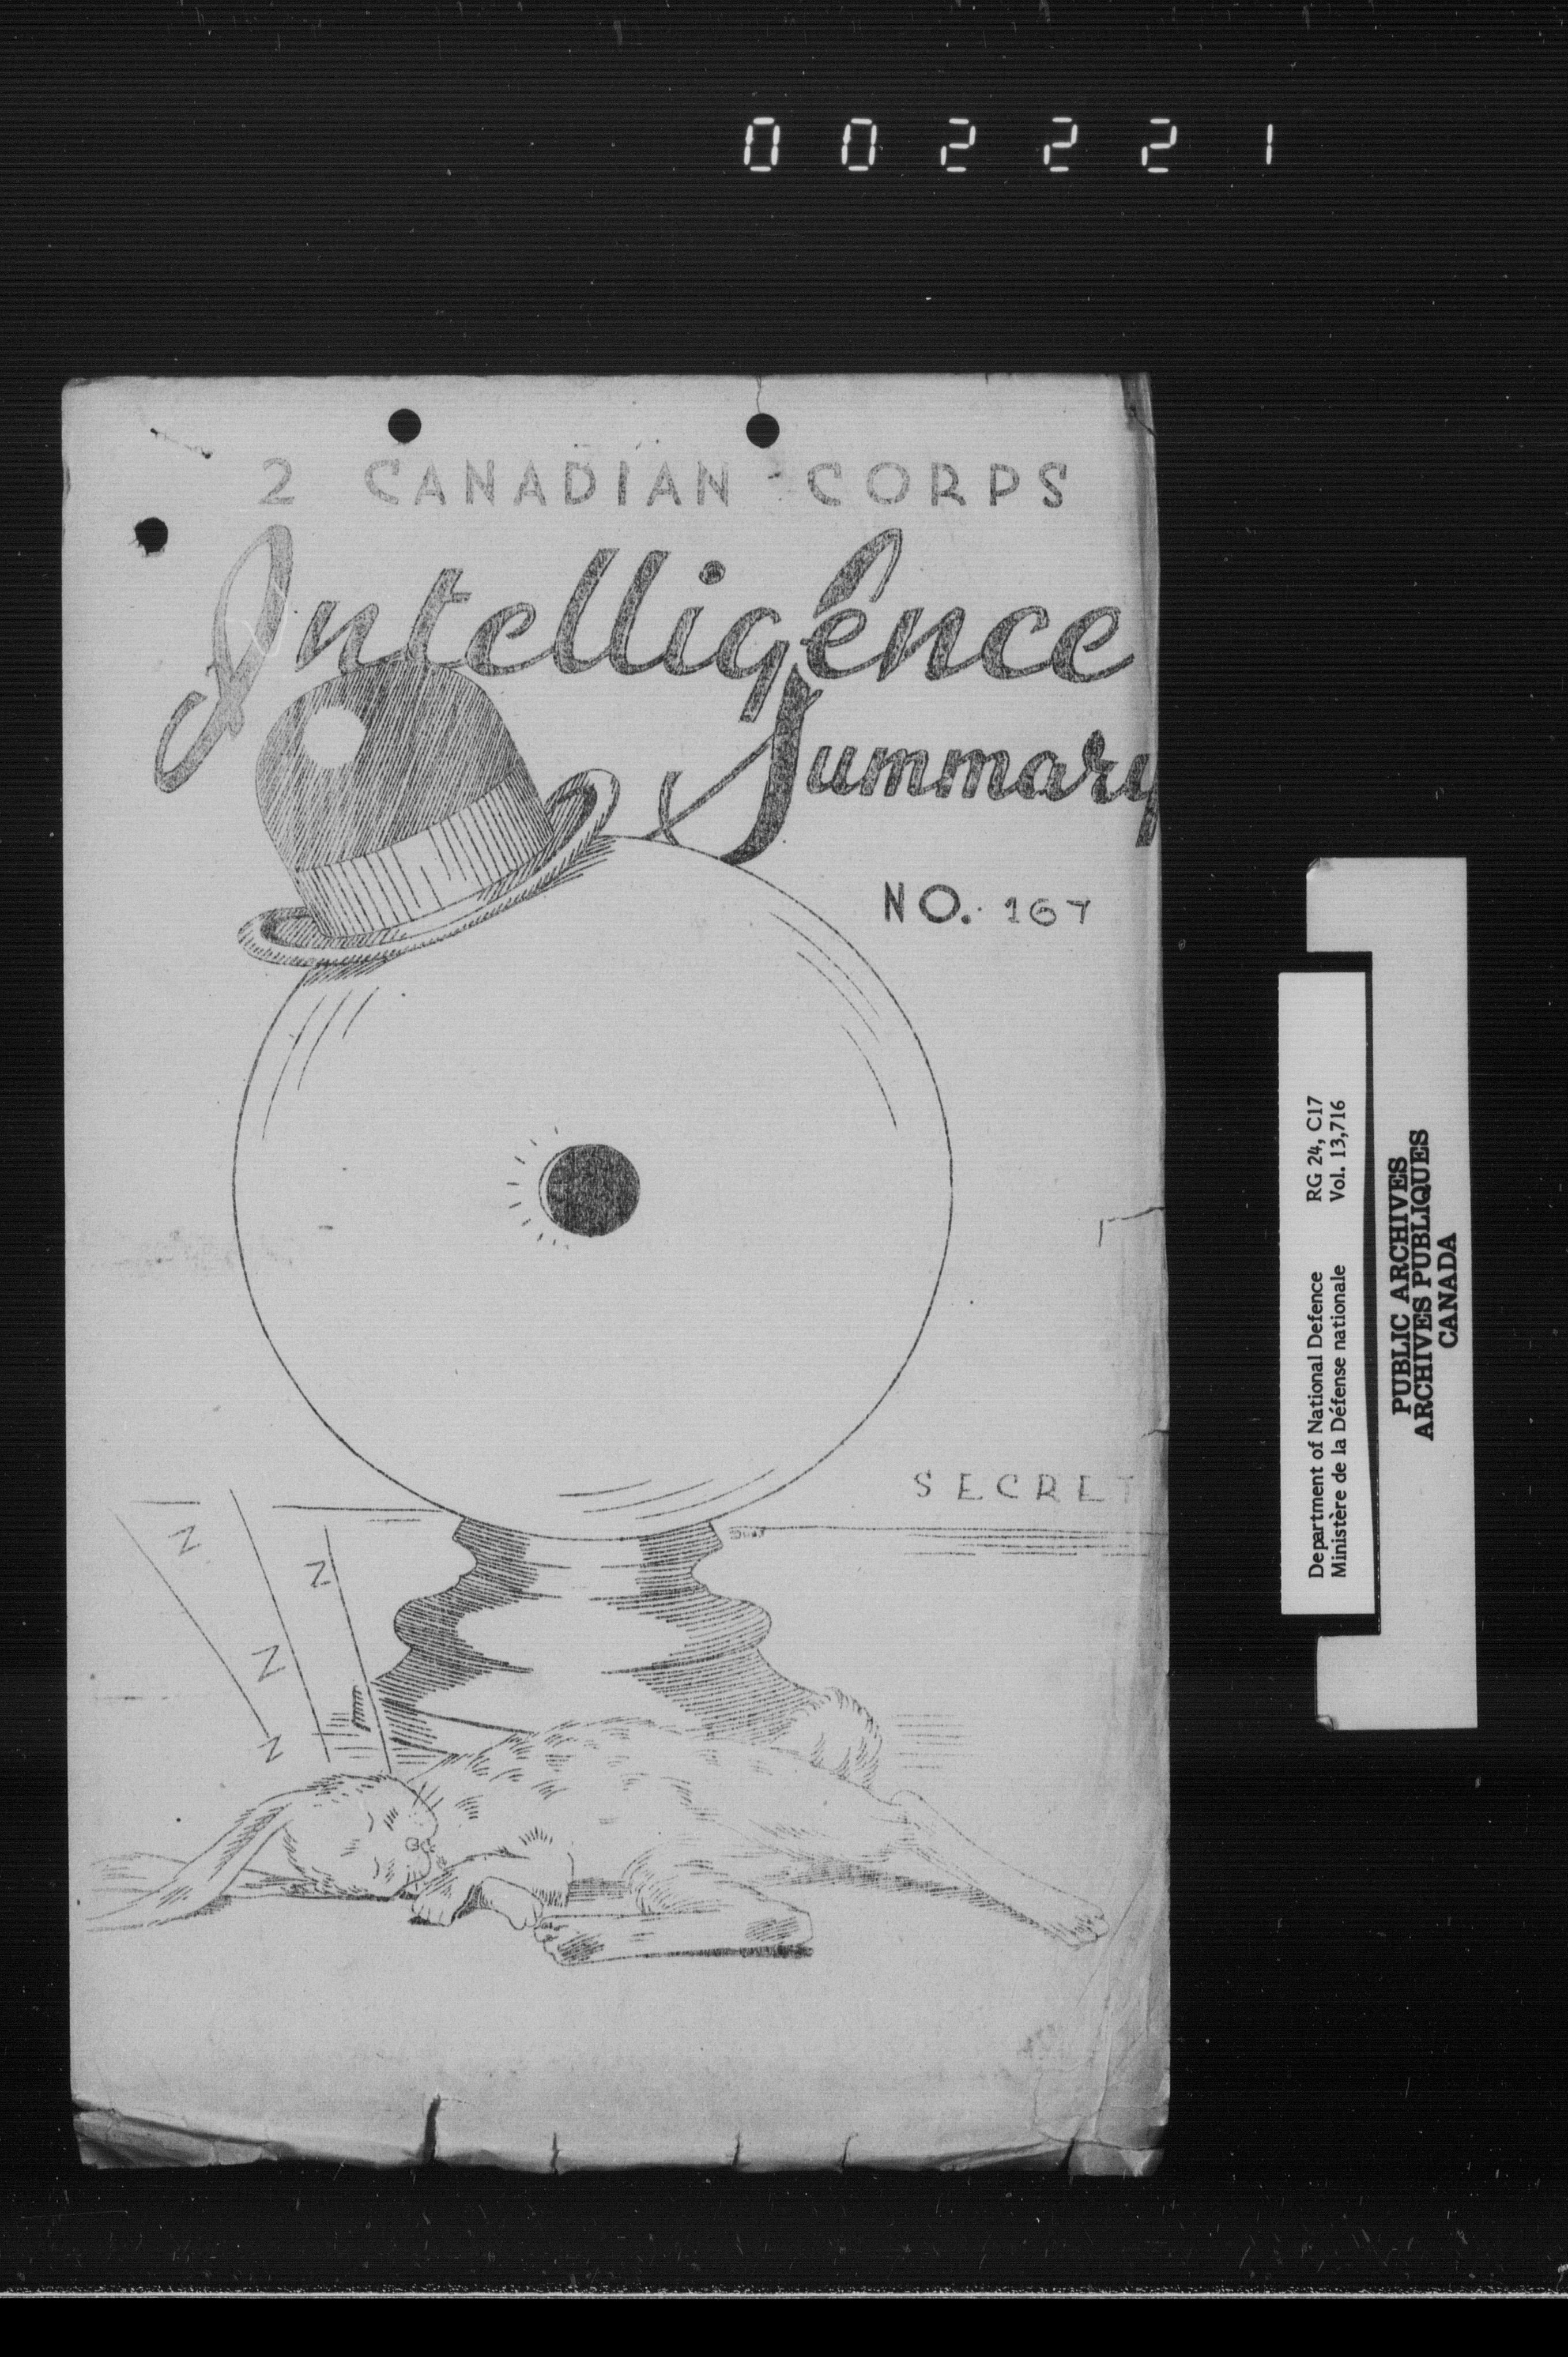 002221
2 CANADIAN CORPS
Intelligence
Summary
NO. 167
SECRET
Z
Z
Z
Z
Department of National Defence RG 24, C17
Ministère de la Défense nationale Vol. 13,716
PUBLIC ARCHIVES
ARCHIVES PUBLIQUES
CANADA